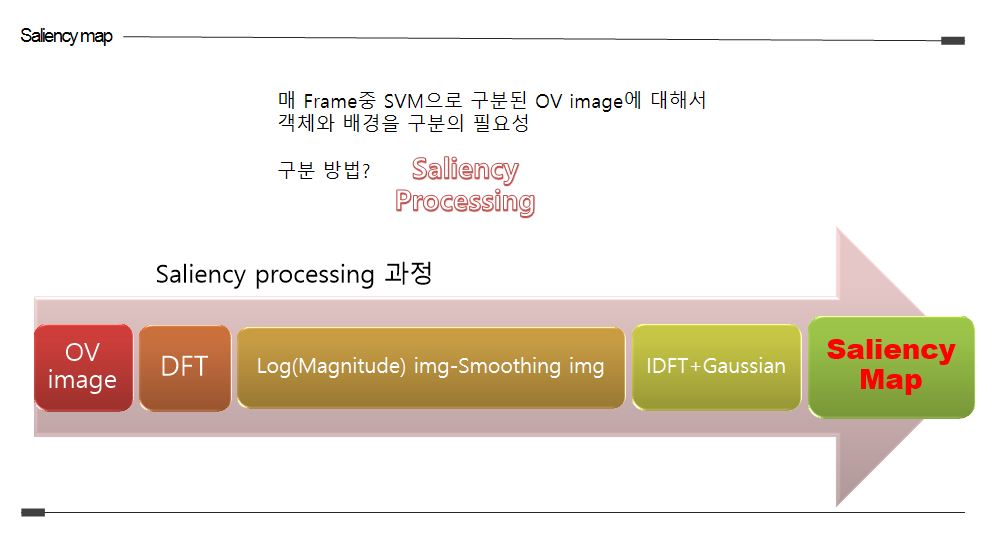 Saliency map
매 Frame중 SVM으로 구분된 OV image에 대해서
객체와 배경을 구분의 필요성
구분 방법?
Saliency
Processing
Saliency processing 과정
OV
image
DFT
Log(Magnitude) img-Smoothing img
IDFT+Gaussian
Saliency
Map